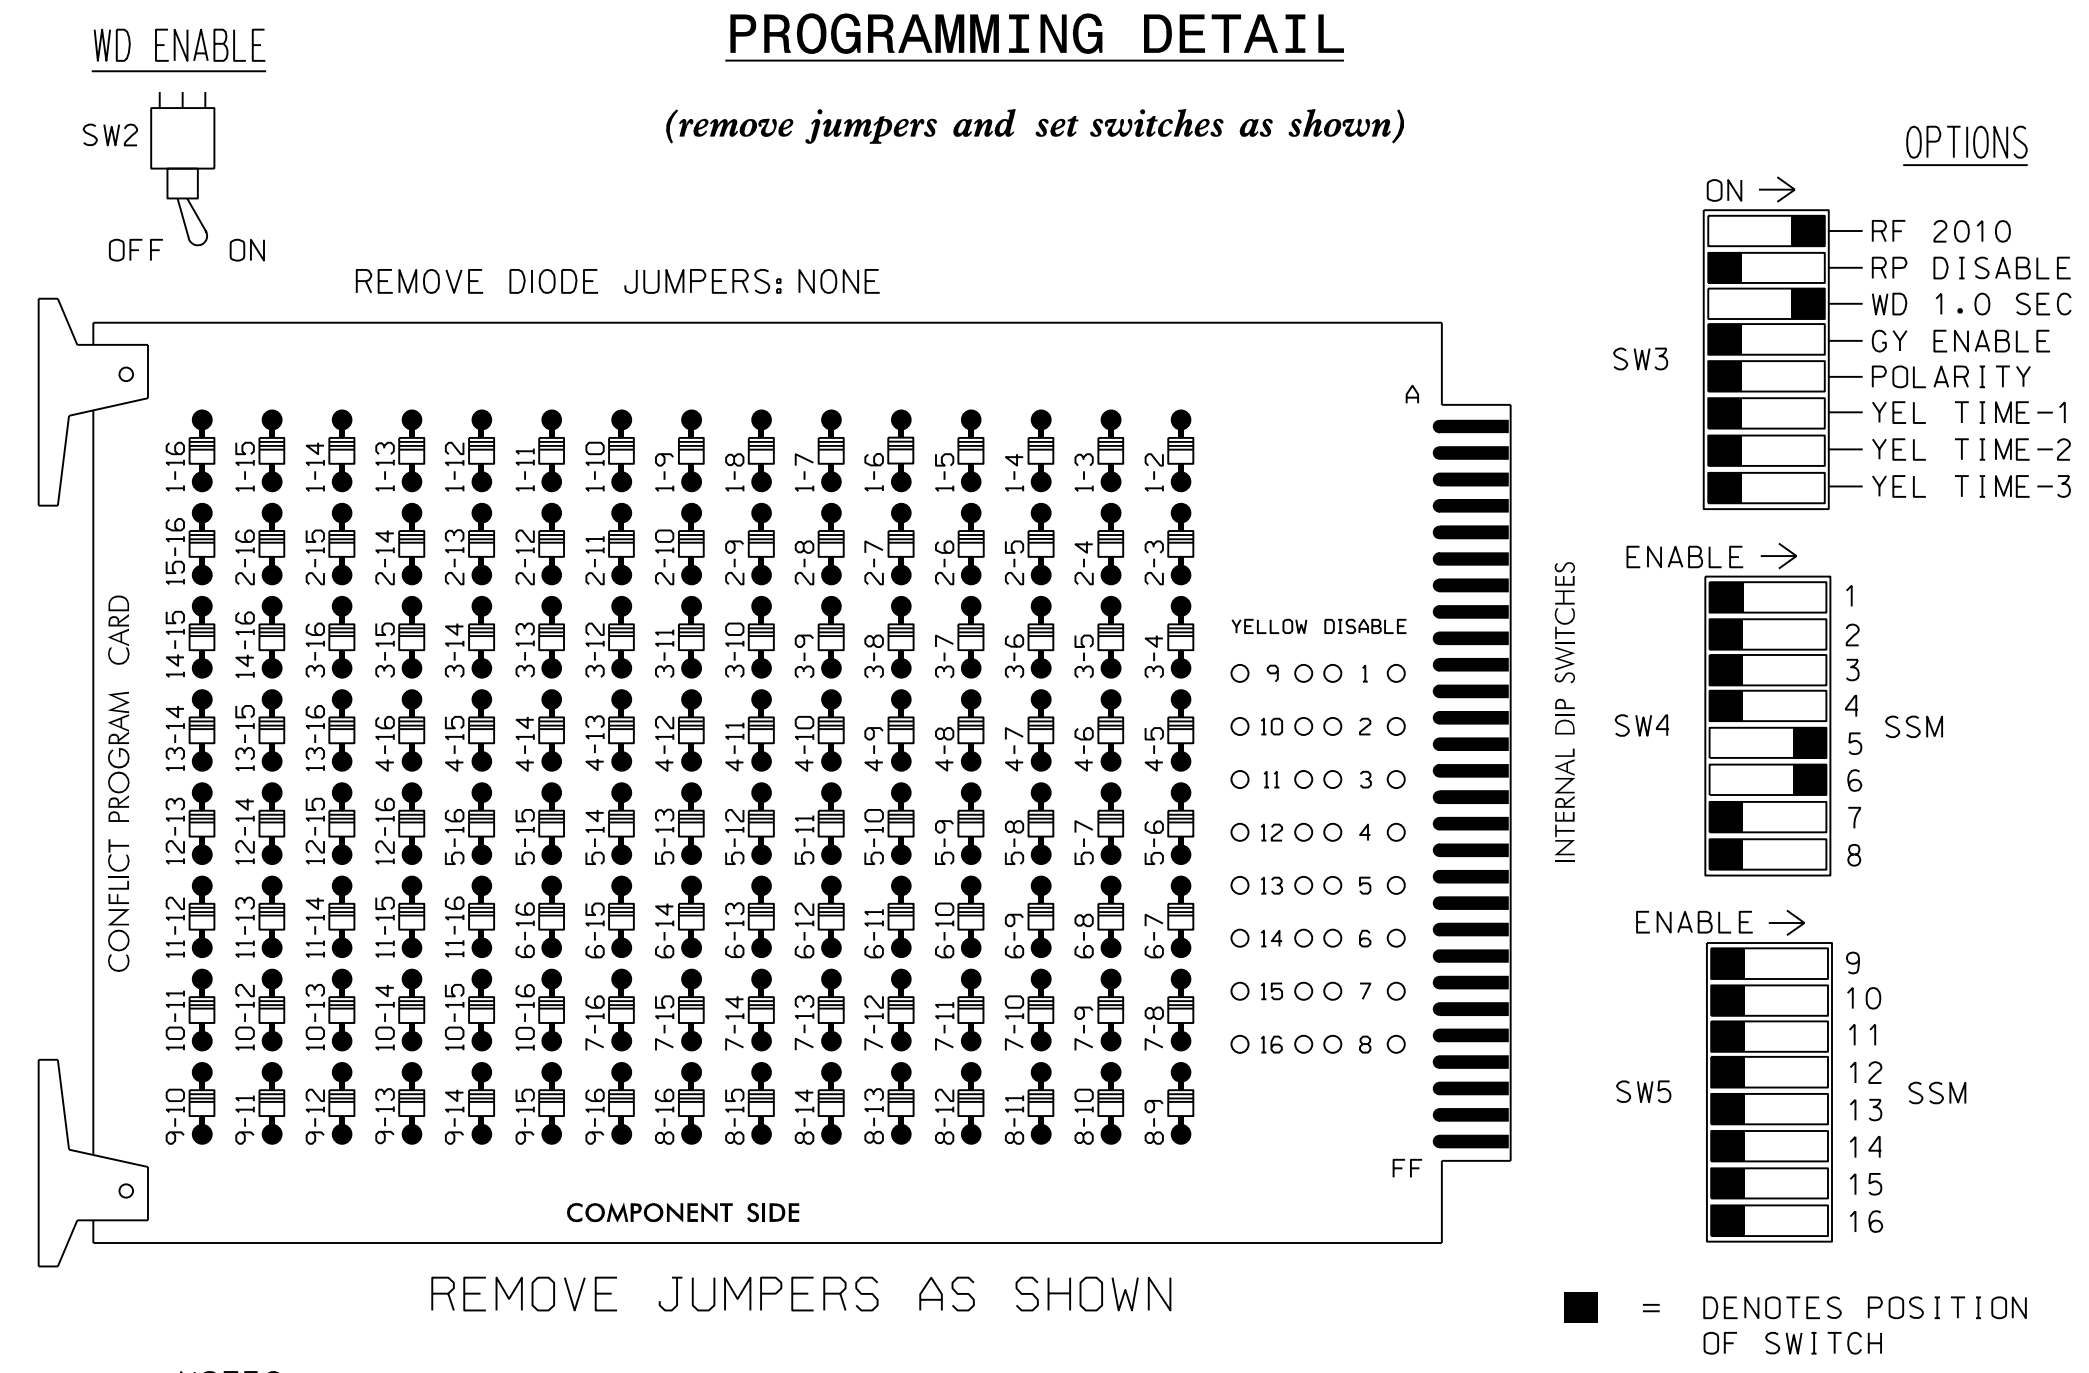 PROGRAMMING DETAIL
(remove jumpers and set switches as shown)
WD ENABLE
SW2
OFF ON
REMOVE DIODE JUMPERS: NONE
CONFLICT PROGRAM CARD
1-16 1-15 1-14 1-13 1-12 1-11 1-10 1-9 1-8 1-7 1-6 1-5 1-4 1-3 1-2
15-16 2-16 2-15 2-14 2-13 2-12 2-11 2-10 2-9 2-8 2-7 2-6 2-5 2-4 2-3
14-15 14-16 3-16 3-15 3-14 3-13 3-12 3-11 3-10 3-9 3-8 3-7 3-6 3-5 3-4
13-14 13-15 13-16 4-16 4-15 4-14 4-13 4-12 4-11 4-10 4-9 4-8 4-7 4-6 4-5
12-13 12-14 12-15 12-16 5-16 5-15 5-14 5-13 5-12 5-11 5-10 5-9 5-8 5-7 5-6
11-12 11-13 11-14 11-15 11-16 6-16 6-15 6-14 6-13 6-12 6-11 6-10 6-9 6-8 6-7
10-11 10-12 10-13 10-14 10-15 10-16 7-16 7-15 7-14 7-13 7-12 7-11 7-10 7-9 7-8
9-10 9-11 9-12 9-13 9-14 9-15 9-16 8-16 8-15 8-14 8-13 8-12 8-11 8-10 8-9
A
YELLOW DISABLE
9 1
10 2
11 3
12 4
13 5
14 6
15 7
16 8
FF
COMPONENT SIDE
REMOVE JUMPERS AS SHOWN
INTERNAL DIP SWITCHES
OPTIONS
ON
SW3
RF 2010
RP DISABLE
WD 1.0 SEC
GY ENABLE
POLARITY
YEL TIME-1
YEL TIME-2
YEL TIME-3
ENABLE
SW4
1
2
3
4
5
6
7
8
SSM
ENABLE
SW5
9
10
11
12
13
14
15
16
SSM
= DENOTES POSITION
OF SWITCH